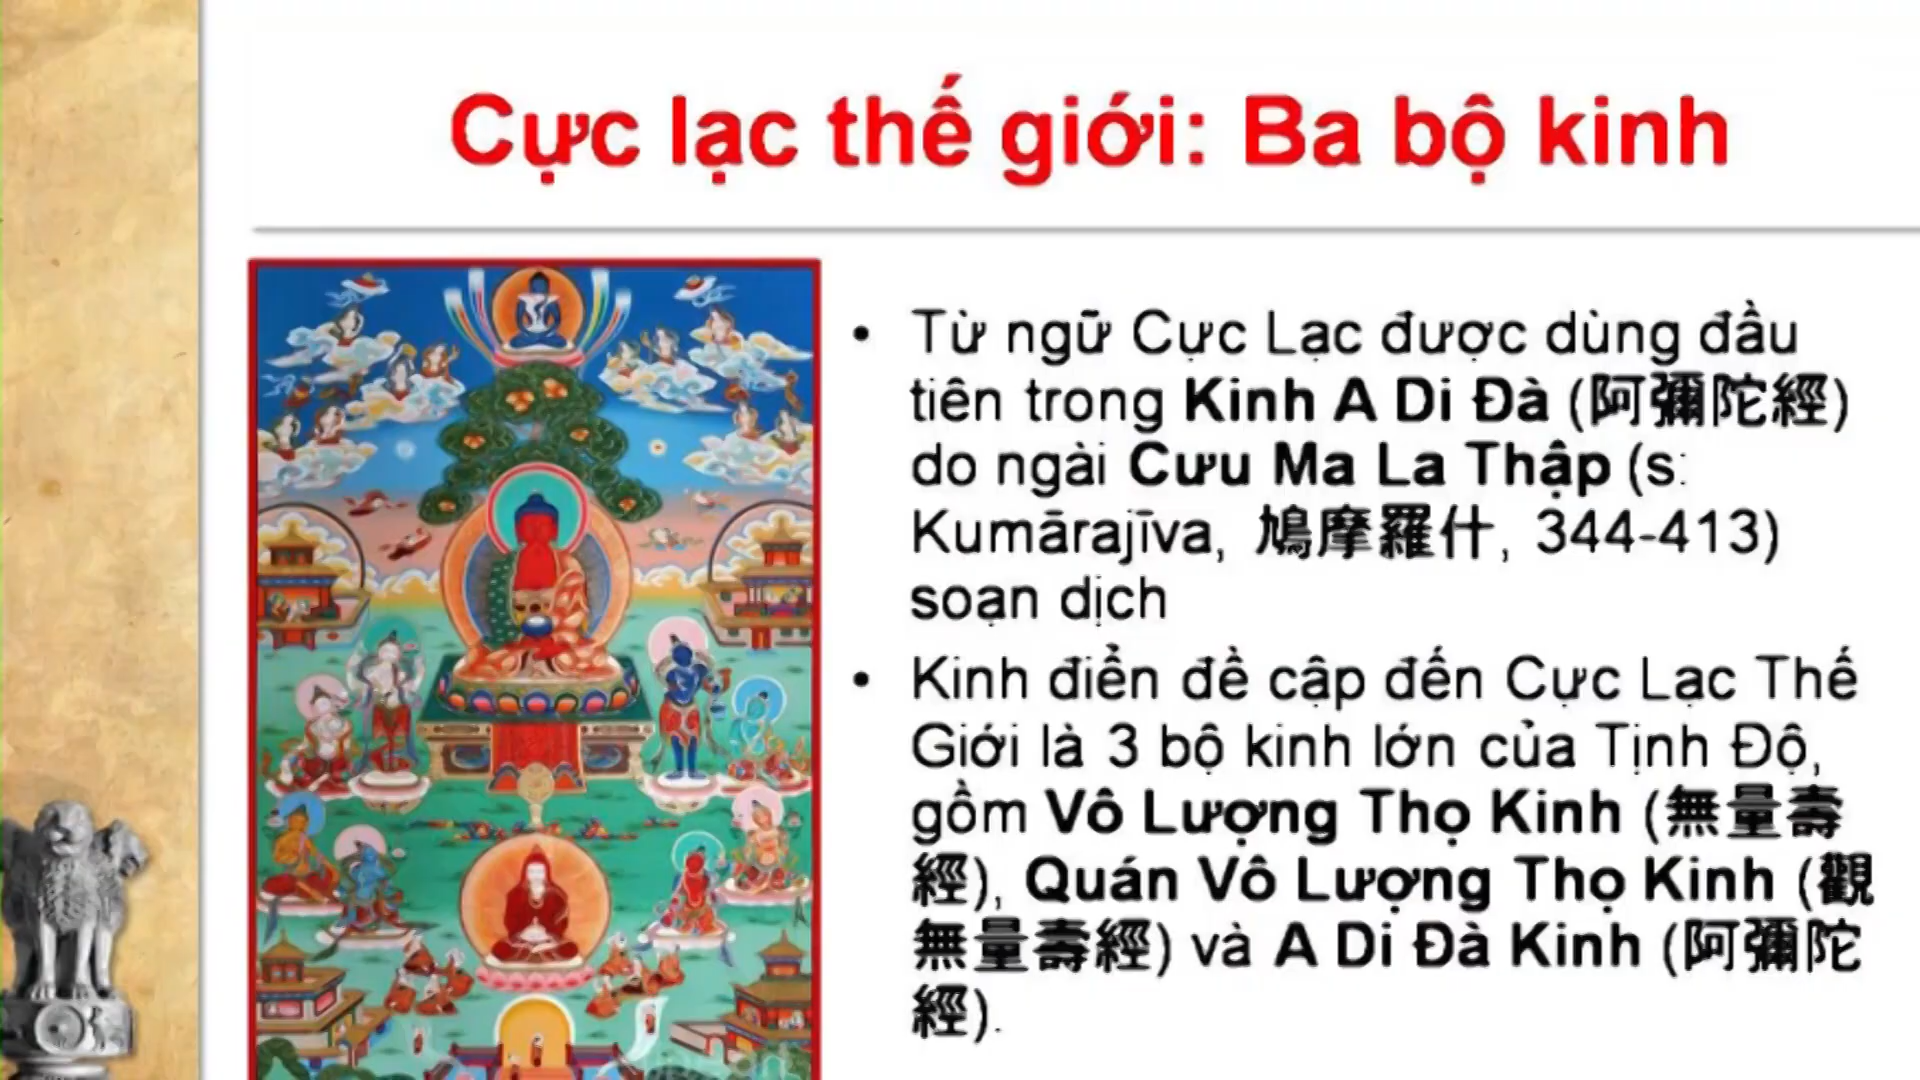 Cực lạc thế giới: Ba bộ kinh
• Từ ngữ Cực Lạc được dùng đầu
tiên trong Kinh A Di Đà (阿彌陀經)
do ngài Cưu Ma La Thập (s:
Kumārajīva, 鳩摩羅什, 344-413)
soạn dịch
• Kinh điển đề cập đến Cực Lạc Thế
Giới là 3 bộ kinh lớn của Tịnh Độ,
gồm Vô Lượng Thọ Kinh (無量壽
經), Quán Vô Lượng Thọ Kinh (觀
無量壽經) và A Di Đà Kinh (阿彌陀
經).